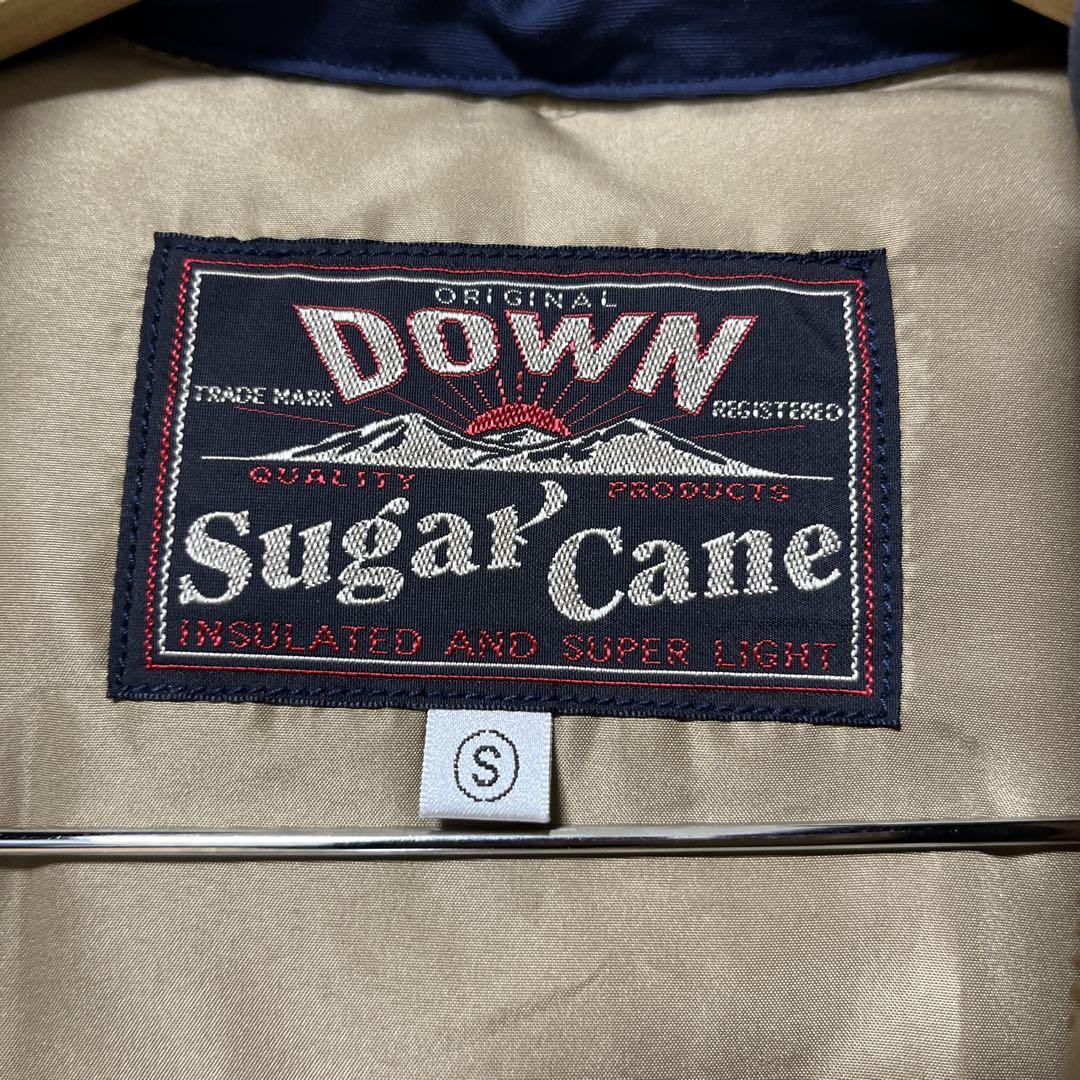 ORIGINAL
DOWN
TRADE MARK REGISTERED
QUALITY PRODUCTS
Sugar Cane
INSULATED AND SUPER LIGHT
S